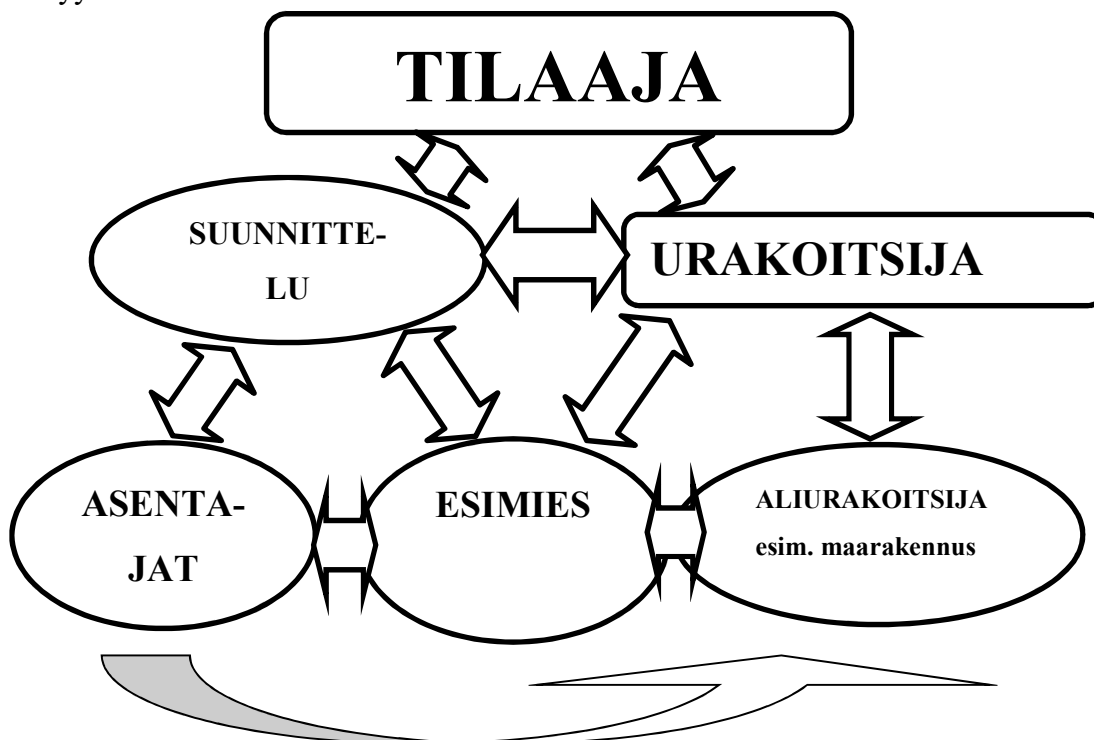 TILAAJA
SUUNNITTE-
LU
URAKOITSIJA
ASENTA-
JAT
ESIMIES
ALIURAKOITSIJA
esim. maarakennus